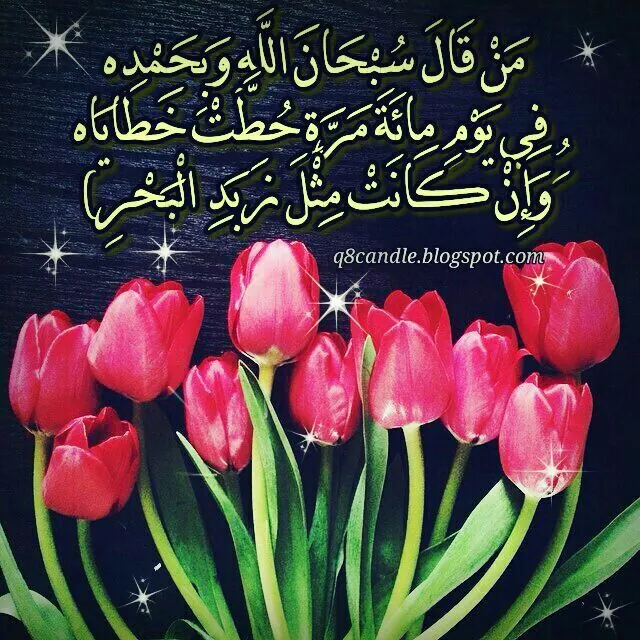 مَنْ قَالَ سُبْحَانَ اللَّهِ وَبِحَمْدِهِ
فِي يَوْمٍ مِائَةَ مَرَّةٍ حُطَّتْ خَطَايَاهُ
وَإِنْ كَانَتْ مِثْلَ زَبَدِ الْبَحْرِ)
q8candle.blogspot.com